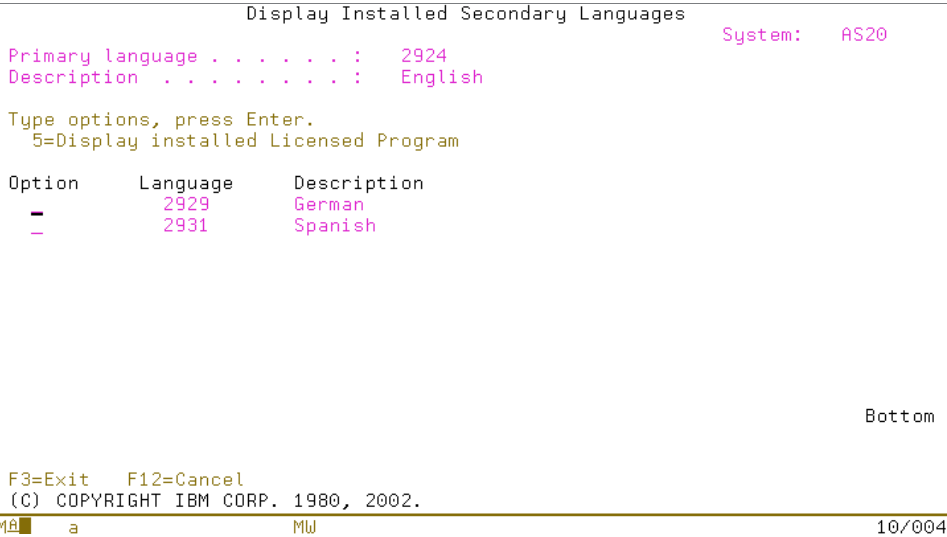 Display Installed Secondary Languages
System: AS20
Primary language . . . . . . : 2924
Description . . . . . . . . : English
Type options, press Enter.
5=Display installed Licensed Program
Option Language Description
_ 2929 German
_ 2931 Spanish
Bottom
F3=Exit F12=Cancel
(C) COPYRIGHT IBM CORP. 1980, 2002.
MA a MW 10/004